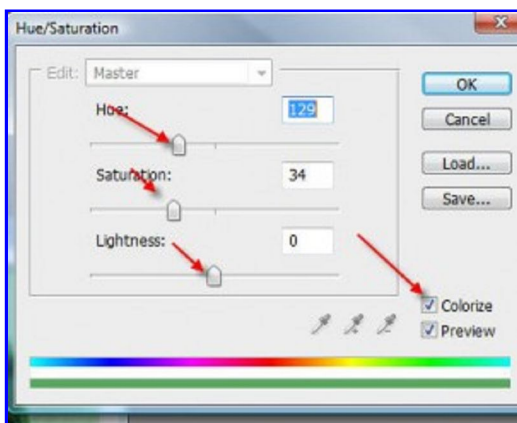 Hue/Saturation
Edit: Master
OK
Hue: 129
Cancel
Load...
Saturation: 34
Save...
Lightness: 0
Colorize
Preview